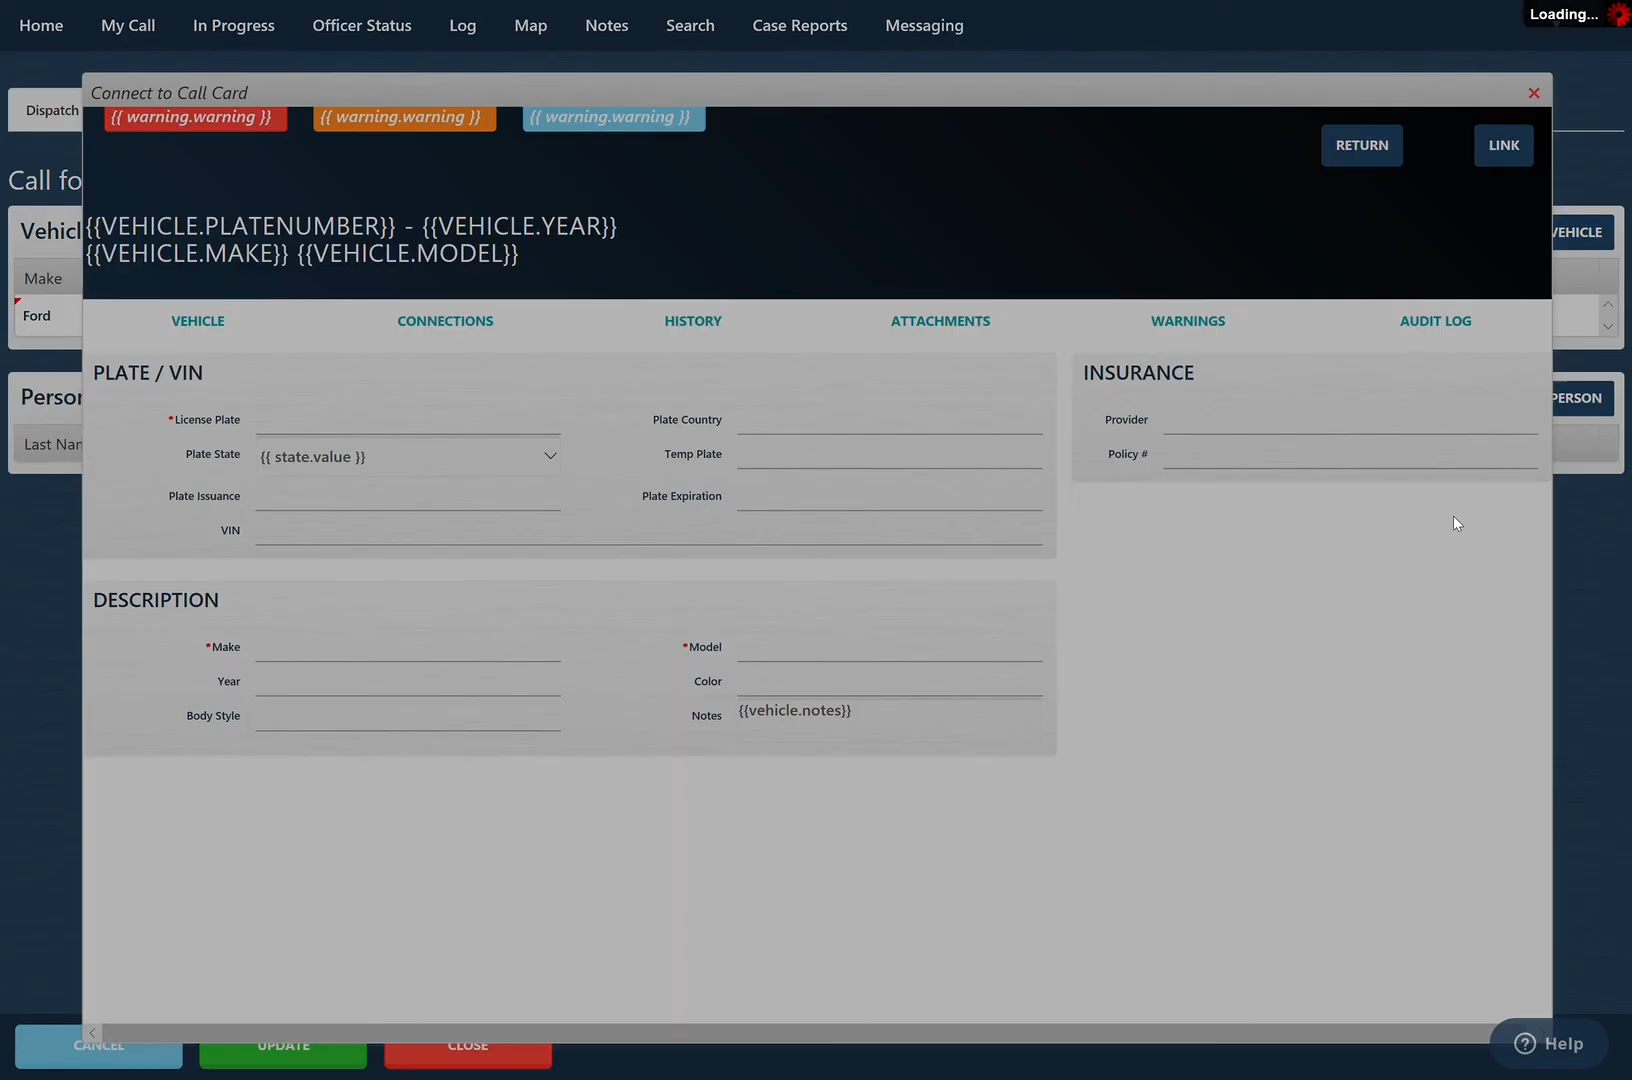 Home My Call In Progress Officer Status Log Map Notes Search Case Reports Messaging
Loading...
Connect to Call Card
Dispatch
{{ warning.warning }} {{ warning.warning }} {{ warning.warning }}
RETURN LINK
Call fo
{{VEHICLE.PLATENUMBER}} - {{VEHICLE.YEAR}}
{{VEHICLE.MAKE}} {{VEHICLE.MODEL}}
Vehicl
VEHICLE
Make
Ford
VEHICLE CONNECTIONS HISTORY ATTACHMENTS WARNINGS AUDIT LOG
PLATE / VIN
*License Plate
Plate Country
Plate State {{ state.value }}
Temp Plate
Plate Issuance
Plate Expiration
VIN
INSURANCE
Provider
Policy #
Person
PERSON
Last Nam
DESCRIPTION
*Make
*Model
Year
Color
Body Style
Notes {{vehicle.notes}}
CANCEL UPDATE CLOSE
? Help